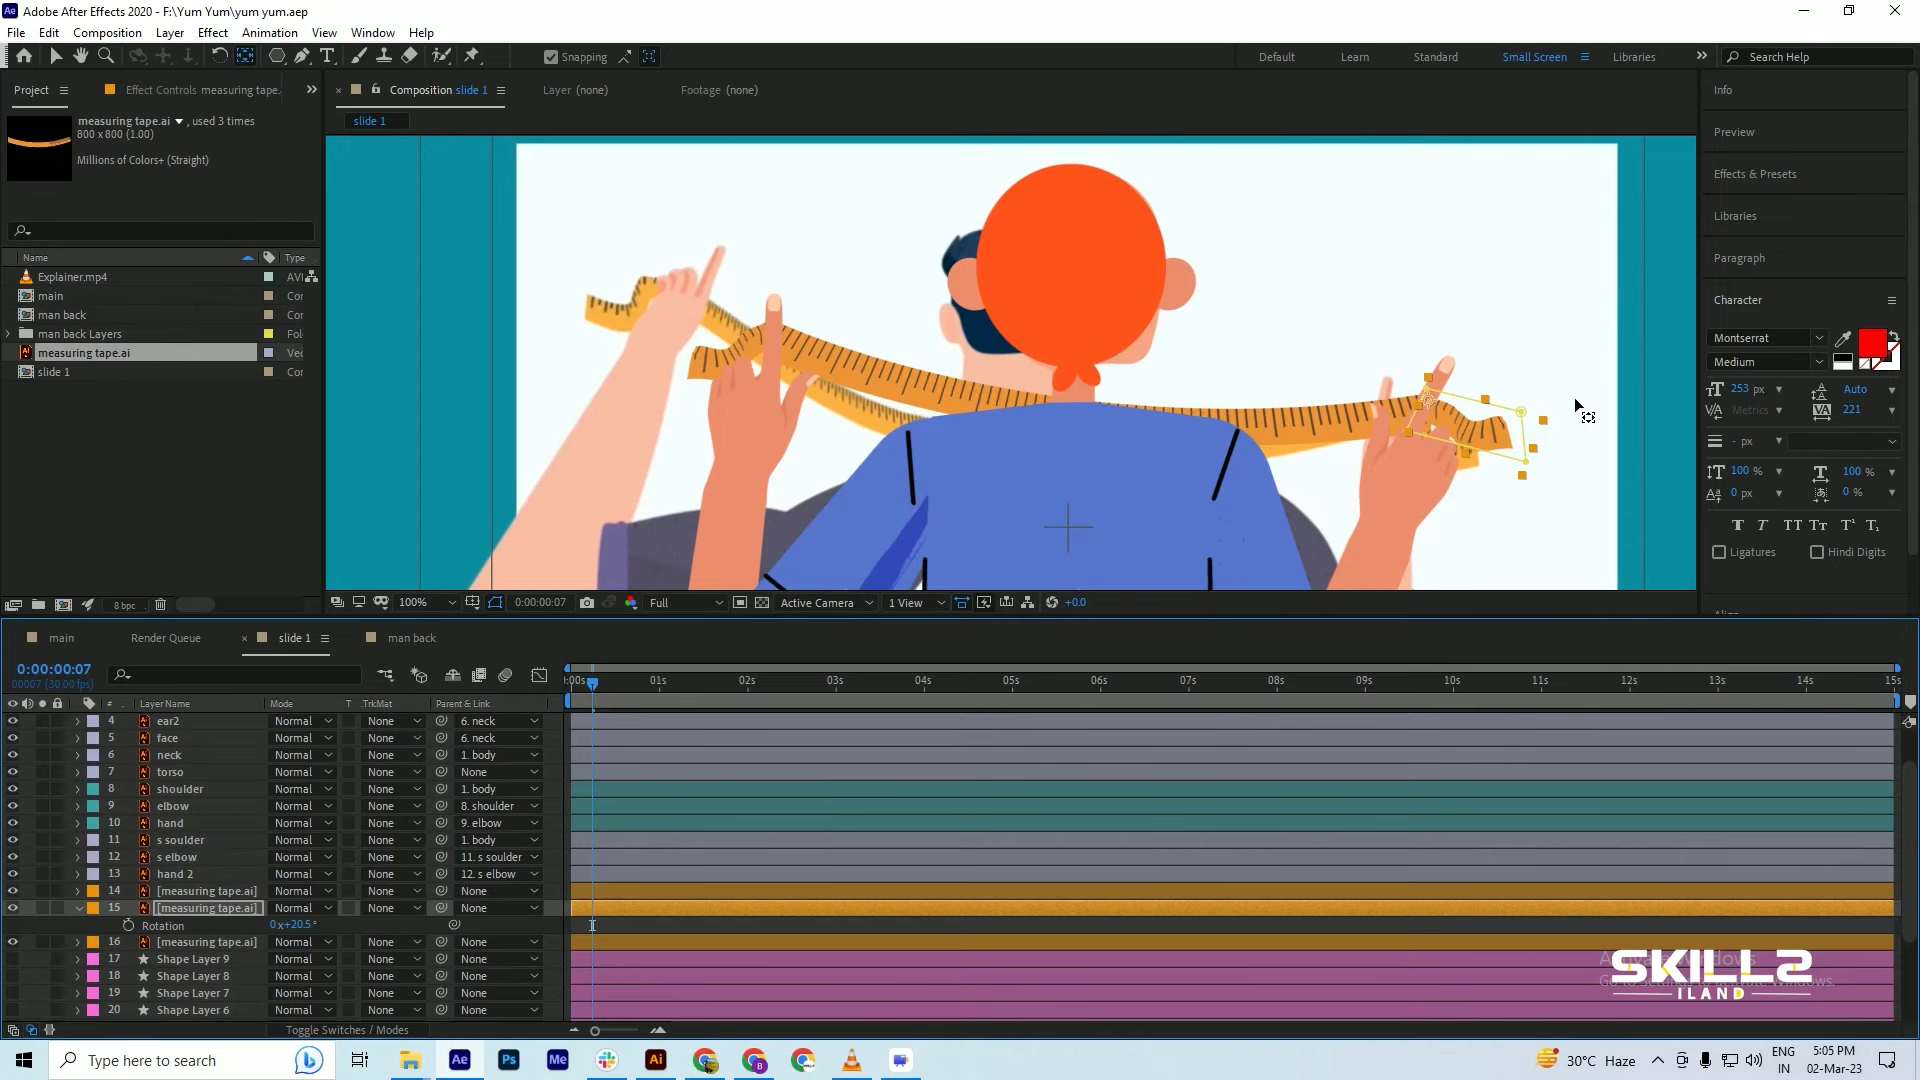 Adobe After Effects 2020 - F:\Yum Yum\yum yum.aep
File Edit Composition Layer Effect Animation View Window Help
Snapping
Default Learn Standard Small Screen Libraries Search Help
Project Effect Controls measuring tape.
Composition slide 1 Layer (none) Footage (none)
slide 1
measuring tape.ai , used 3 times
800 x 800 (1.00)
Millions of Colors+ (Straight)
Name Type
Explainer.mp4 AVI
main Cor
man back Cor
man back Layers Fol
measuring tape.ai Vec
slide 1 Cor
8 bpc
100% 0:00:00:07 Full Active Camera 1 View +0.0
Info
Preview
Effects & Presets
Libraries
Paragraph
Character
Montserrat
Medium
253 px Auto
Metrics 221
- px
100 % 100 %
0 px 0 %
T T TT Tт T¹ T₁
Ligatures Hindi Digits
Align
main Render Queue slide 1 man back
0:00:00:07
00007 (30.00 fps)
:00s 01s 02s 03s 04s 05s 06s 07s 08s 09s 10s 11s 12s 13s 14s 15s
# Layer Name Mode T .TrkMat Parent & Link
4 ear2 Normal None 6. neck
5 face Normal None 6. neck
6 neck Normal None 1. body
7 torso Normal None None
8 shoulder Normal None 1. body
9 elbow Normal None 8. shoulder
10 hand Normal None 9. elbow
11 s soulder Normal None 1. body
12 s elbow Normal None 11. s soulder
13 hand 2 Normal None 12. s elbow
14 [measuring tape.ai] Normal None None
15 [measuring tape.ai] Normal None None
Rotation 0x+20.5°
16 [measuring tape.ai] Normal None None
17 Shape Layer 9 Normal None None
18 Shape Layer 8 Normal None None
19 Shape Layer 7 Normal None None
20 Shape Layer 6 Normal None None
Toggle Switches / Modes
SKILLS
ILAND
Type here to search
Ae Ps Me Ai
30°C Haze
ENG
IN
5:05 PM
02-Mar-23